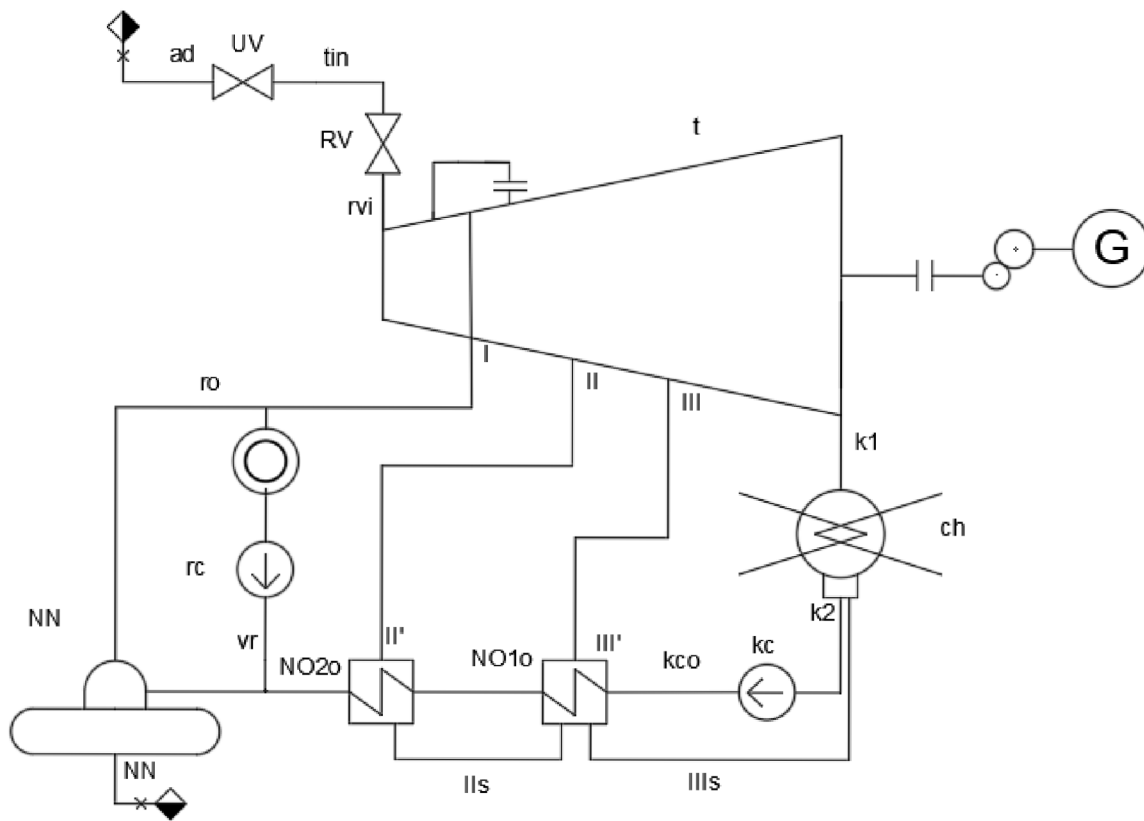 ad
UV
tin
t
RV
rvi
G
I
II
III
ro
k1
ch
rc
k2
NN
vr
II'
III'
kc
NO2o
NO1o
kco
NN
IIs
IIIs